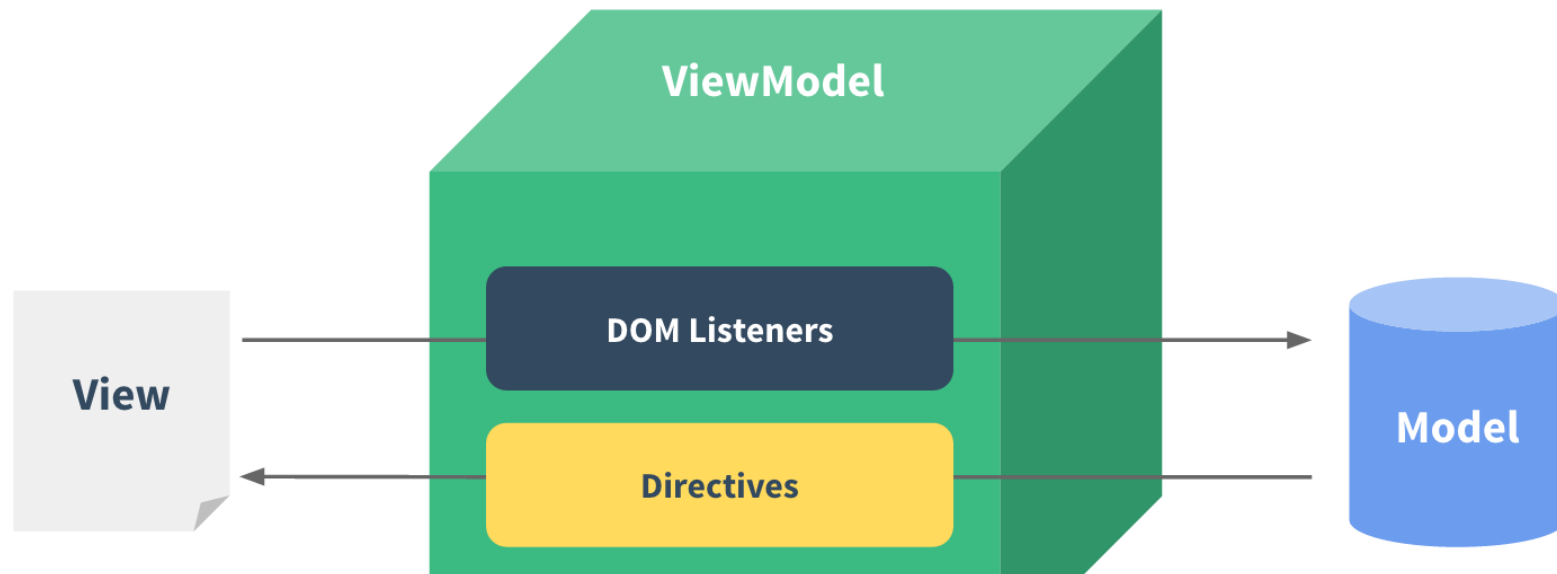 ViewModel
DOM Listeners
View
Model
Directives